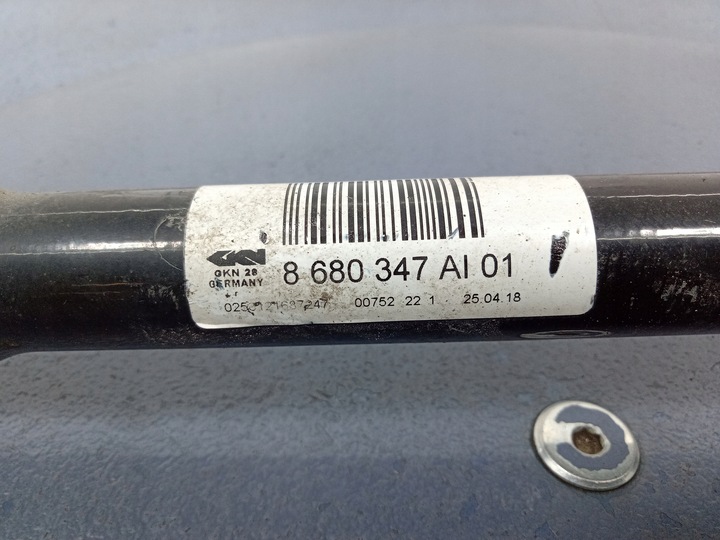 GKN
GKN 28
GERMANY
8 680 347 AI 01
00752 22 1 25.04.18